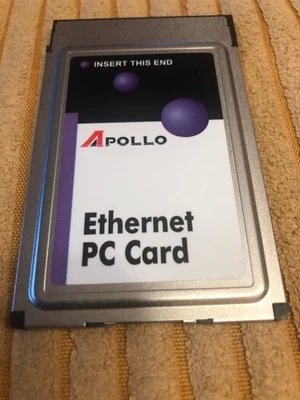 INSERT THIS END
APOLLO
Ethernet
PC Card